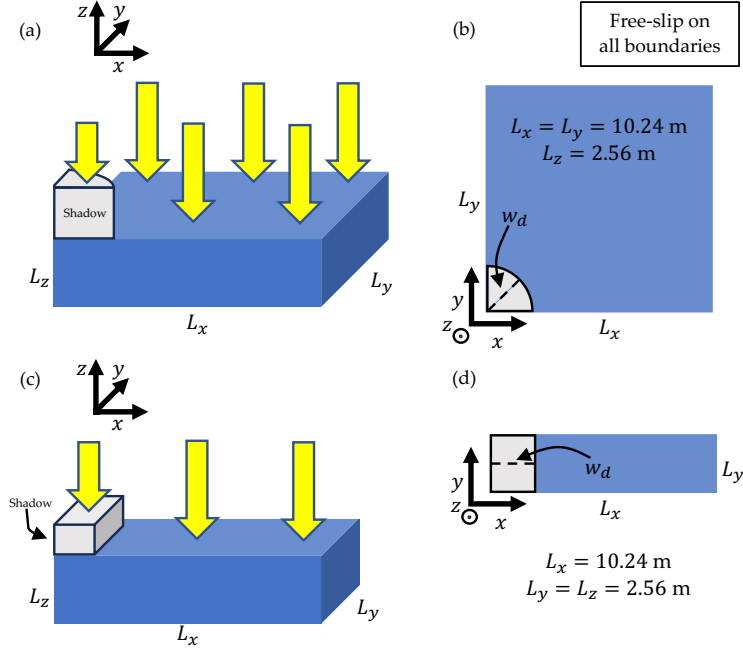 (a)
z
y
x
Shadow
L_z
L_x
L_y
(b)
Free-slip on
all boundaries
L_x = L_y = 10.24 m
L_z = 2.56 m
L_y
w_d
y
z
x
L_x
(c)
z
y
x
Shadow
L_z
L_x
L_y
(d)
w_d
L_y
y
z
x
L_x
L_x = 10.24 m
L_y = L_z = 2.56 m